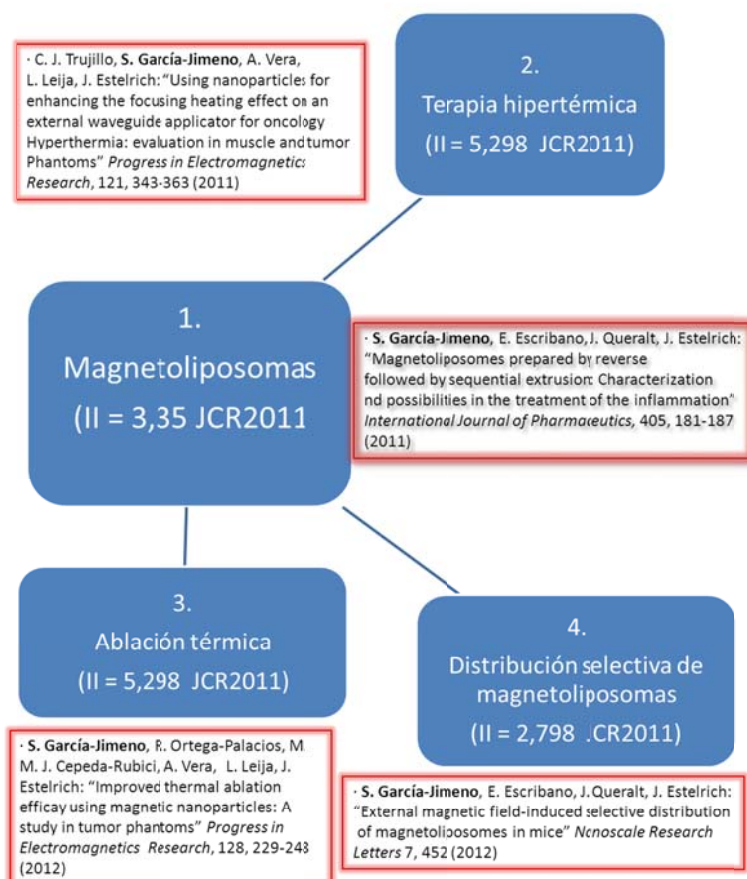 · C. J. Trujillo, S. García-Jimeno, A. Vera,
L. Leija, J. Estelrich: "Using nanoparticles for
enhancing the focusing heating effect on an
external waveguide applicator for oncology
Hyperthermia: evaluation in muscle and tumor
Phantoms" Progress in Electromagnetics
Research, 121, 343-363 (2011)
2.
Terapia hipertérmica
(II = 5,298 JCR2011)
1.
Magnetoliposomas
(II = 3,35 JCR2011
· S. García-Jimeno, E. Escribano, J. Queralt, J. Estelrich:
"Magnetoliposomes prepared by reverse
followed by sequential extrusion: Characterization
nd possibilities in the treatment of the inflammation"
International Journal of Pharmaceutics, 405, 181-187
(2011)
3.
Ablación térmica
(II = 5,298 JCR2011)
4.
Distribución selectiva de
magnetoliposomas
(II = 2,798 JCR2011)
· S. García-Jimeno, R. Ortega-Palacios, M
M. J. Cepeda-Rubici, A. Vera, L. Leija, J.
Estelrich: "Improved thermal ablation
efficay using magnetic nanoparticles: A
study in tumor phantoms" Progress in
Electromagnetics Research, 128, 229-248
(2012)
· S. García-Jimeno, E. Escribano, J.Queralt, J. Estelrich:
"External magnetic field-induced selective distribution
of magnetoliposomes in mice" Nanoscale Research
Letters 7, 452 (2012)